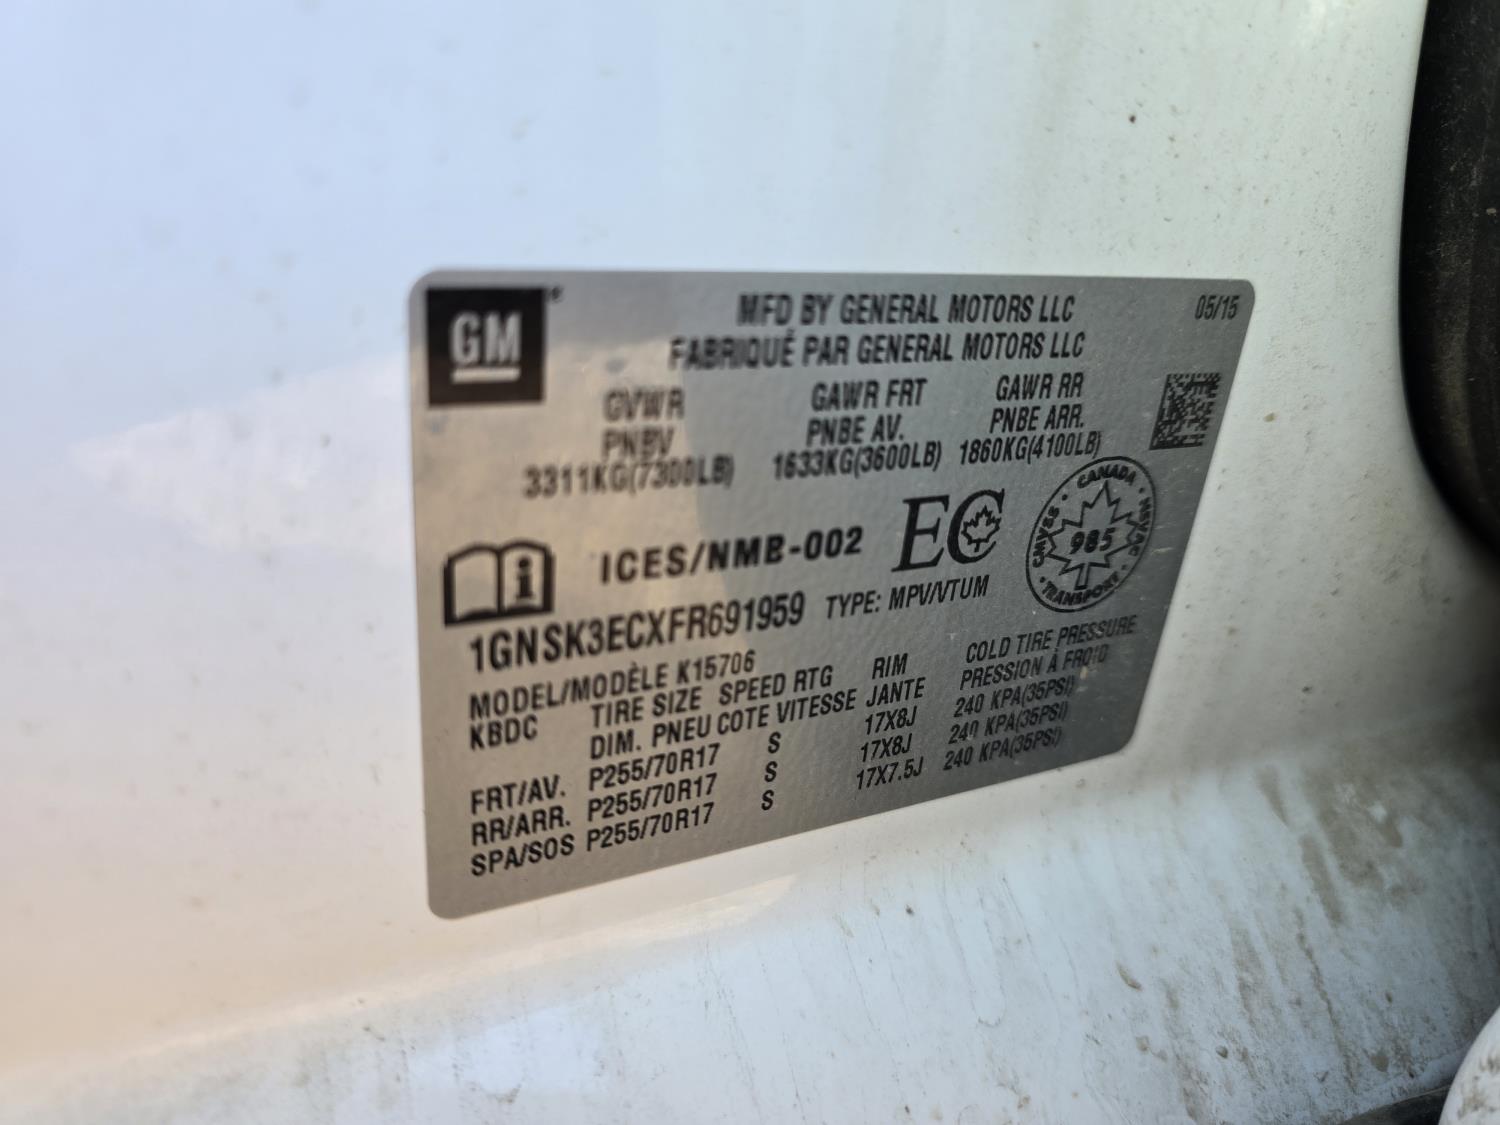 GM®
MFD BY GENERAL MOTORS LLC
05/15
FABRIQUÉ PAR GENERAL MOTORS LLC
GVWR GAWR FRT GAWR RR
PNBV PNBE AV. PNBE ARR.
3311KG(7300LB) 1633KG(3600LB) 1860KG(4100LB)
i ICES/NMB-002 EC
CANADA · NSVAC · TRANSPORT · CMVSS
985
1GNSK3ECXFR691959 TYPE: MPV/VTUM
MODEL/MODÈLE K15706
KBDC TIRE SIZE SPEED RTG RIM COLD TIRE PRESSURE
DIM. PNEU COTE VITESSE JANTE PRESSION À FROID
FRT/AV. P255/70R17 S 17X8J 240 KPA(35PSI)
RR/ARR. P255/70R17 S 17X8J 240 KPA(35PSI)
SPA/SOS P255/70R17 S 17X7.5J 240 KPA(35PSI)